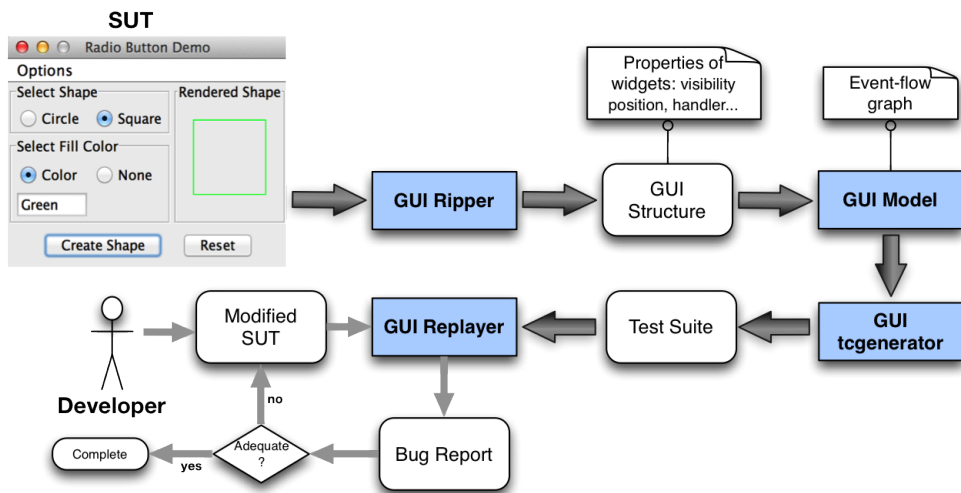 SUT
Radio Button Demo
Options
Select Shape
Rendered Shape
Circle
Square
Select Fill Color
Color
None
Green
Create Shape
Reset
Properties of
widgets: visibility
position, handler...
Event-flow
graph
GUI Ripper
GUI
Structure
GUI Model
Modified
SUT
GUI Replayer
Test Suite
GUI
tcgenerator
Developer
no
Complete
yes
Adequate
?
Bug Report